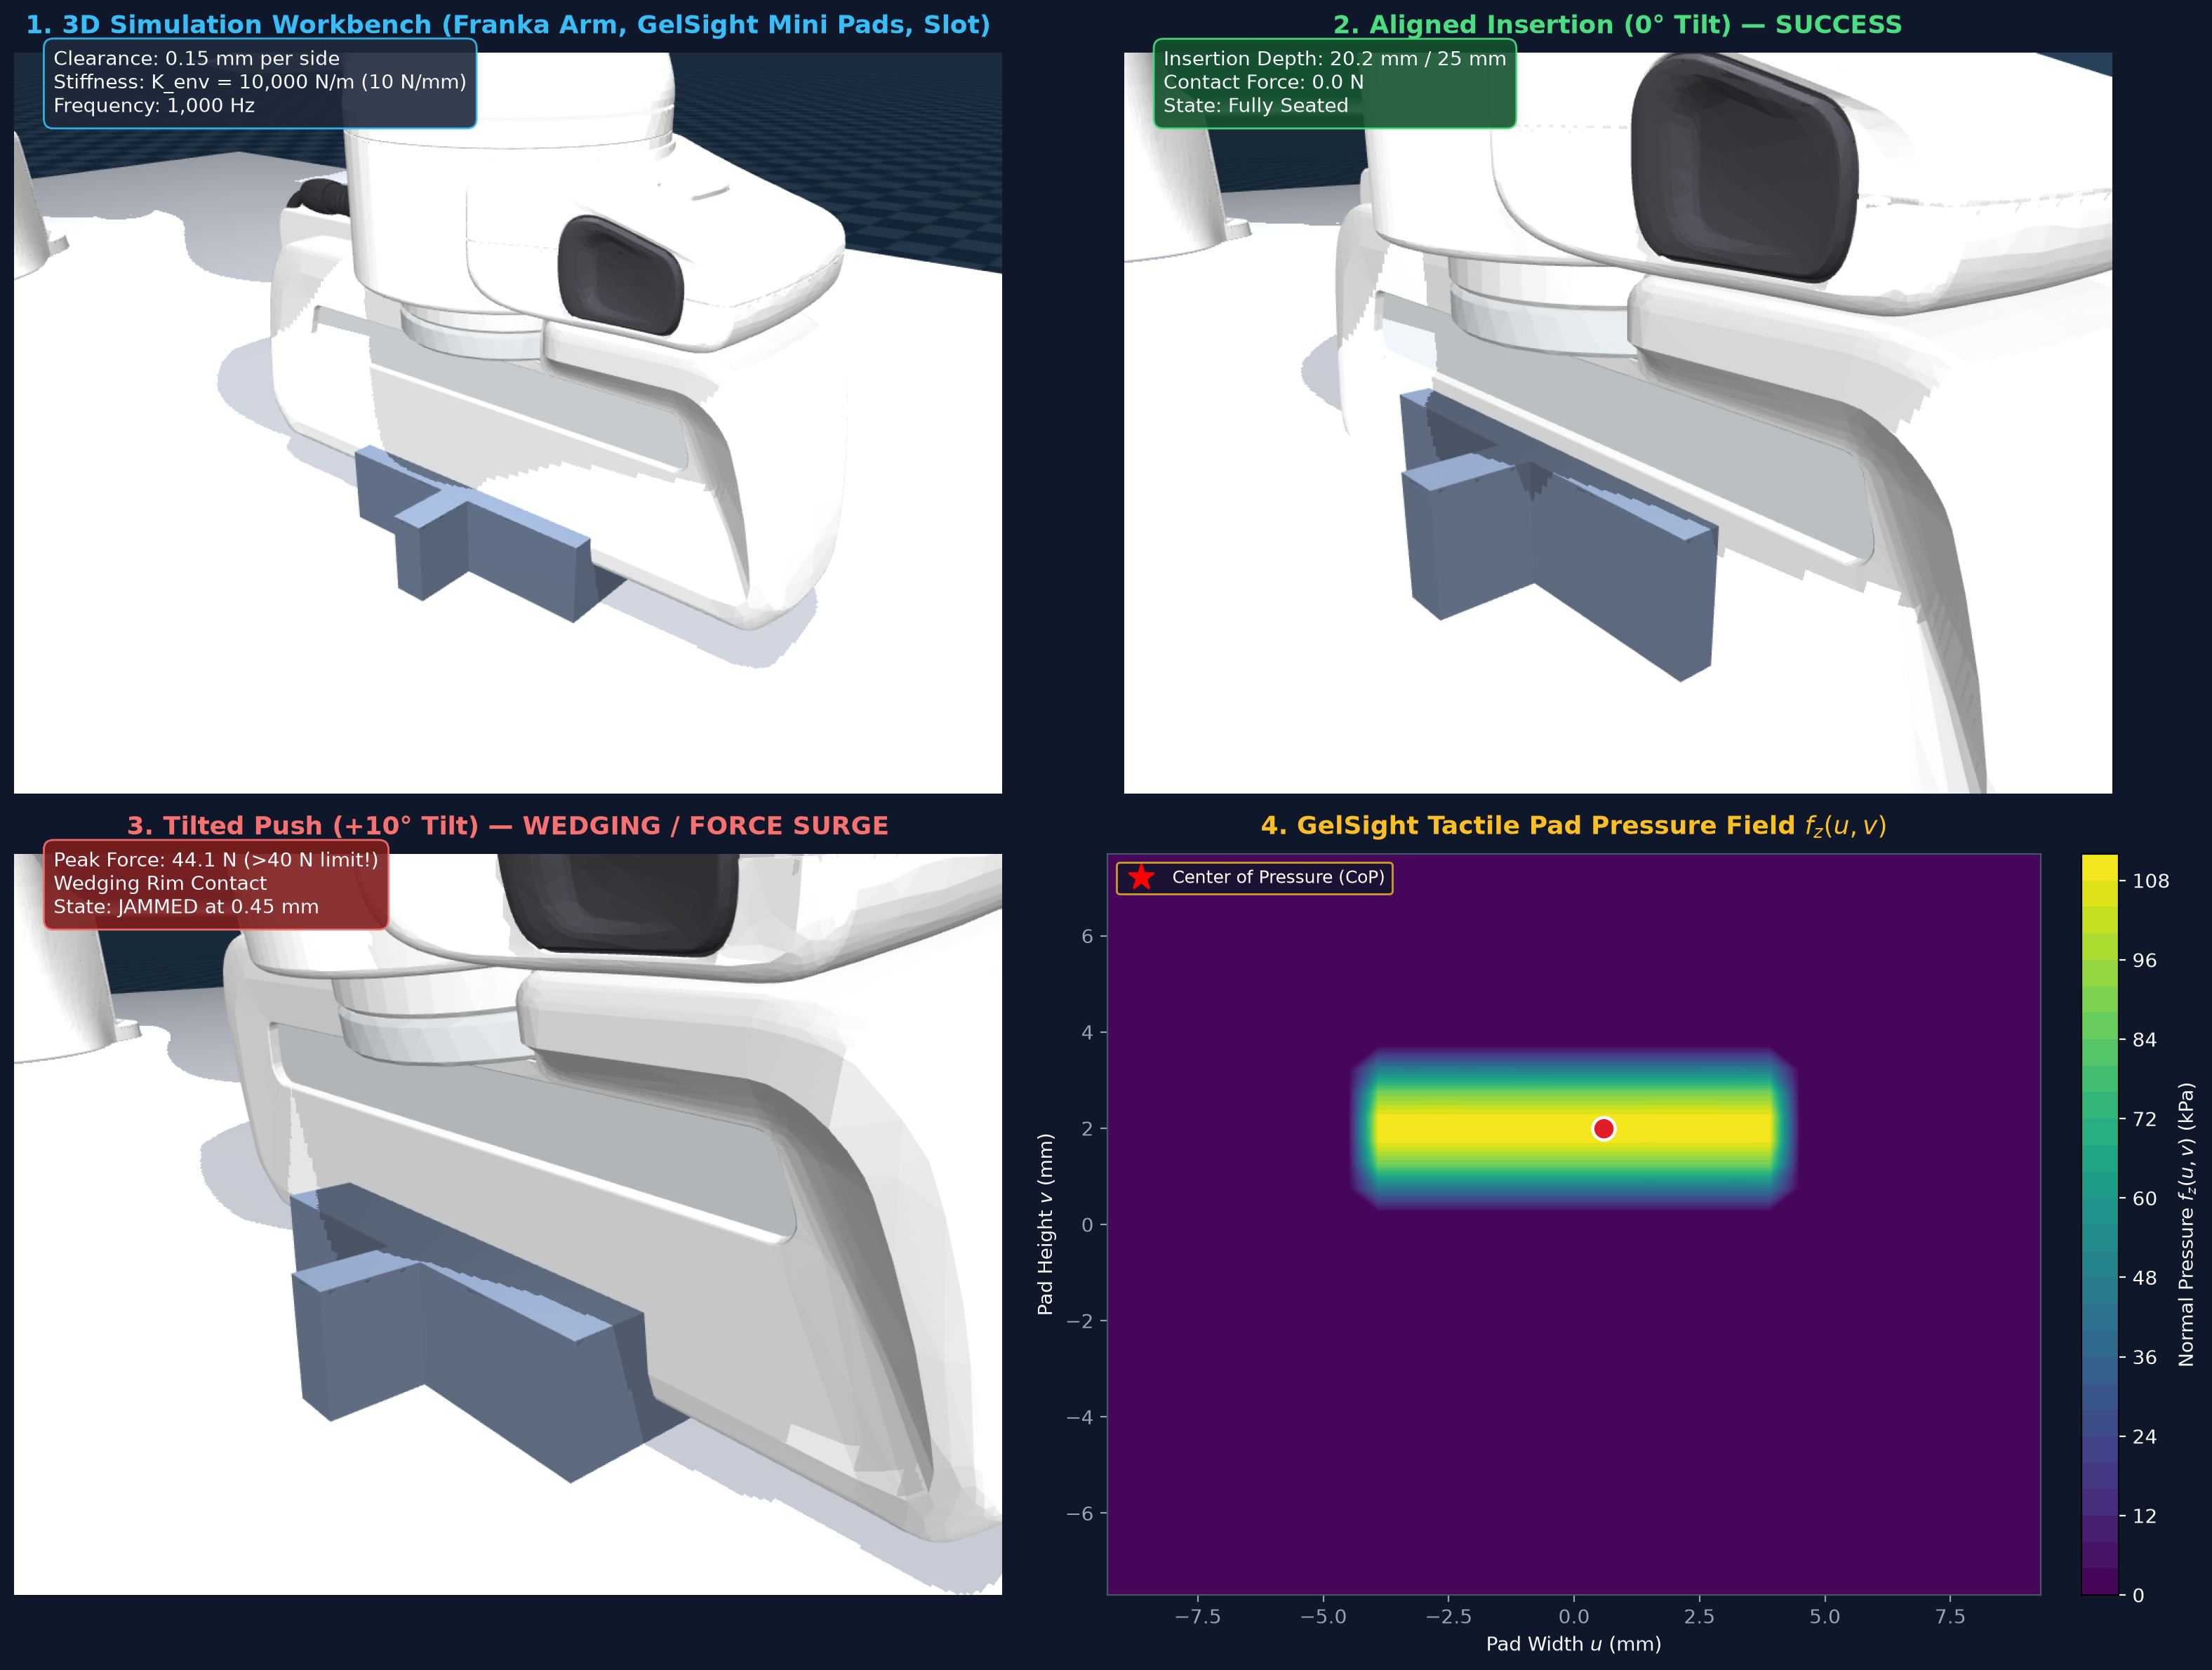 1. 3D Simulation Workbench (Franka Arm, GelSight Mini Pads, Slot)
Clearance: 0.15 mm per side
Stiffness: K_env = 10,000 N/m (10 N/mm)
Frequency: 1,000 Hz
2. Aligned Insertion (0° Tilt) — SUCCESS
Insertion Depth: 20.2 mm / 25 mm
Contact Force: 0.0 N
State: Fully Seated
3. Tilted Push (+10° Tilt) — WEDGING / FORCE SURGE
Peak Force: 44.1 N (>40 N limit!)
Wedging Rim Contact
State: JAMMED at 0.45 mm
4. GelSight Tactile Pad Pressure Field f_z(u, v)
Center of Pressure (CoP)
6
4
2
0
−2
−4
−6
Pad Height v (mm)
−7.5
−5.0
−2.5
0.0
2.5
5.0
7.5
Pad Width u (mm)
108
96
84
72
60
48
36
24
12
0
Normal Pressure f_z(u, v) (kPa)